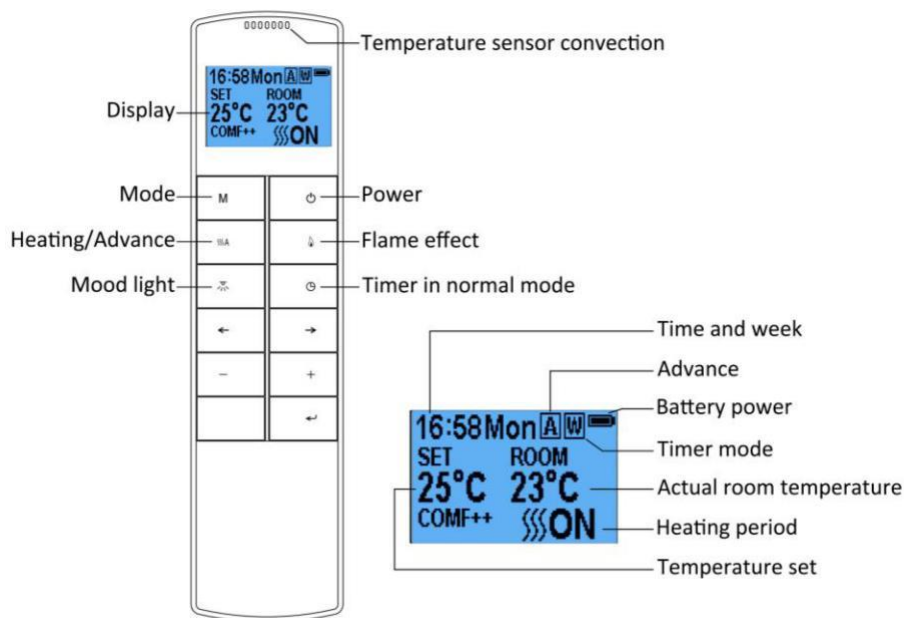 Temperature sensor convection
16:58Mon A W
SET ROOM
25°C 23°C
COMF++ ON
Display
Mode
M
Power
Heating/Advance
A
Flame effect
Mood light
Timer in normal mode
← →
− +
↵
Time and week
Advance
Battery power
16:58Mon A W
Timer mode
SET ROOM
25°C 23°C
Actual room temperature
COMF++ ON
Heating period
Temperature set